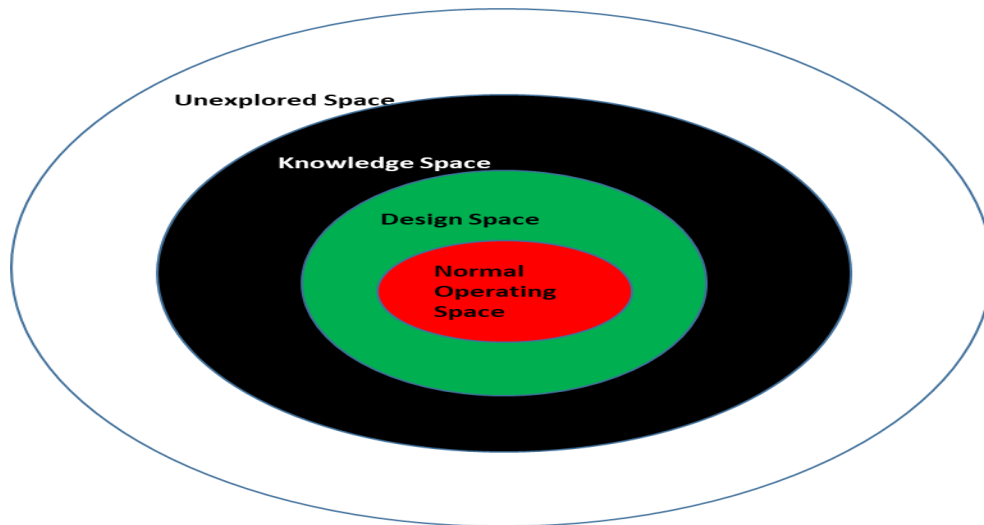 Unexplored Space
Knowledge Space
Design Space
Normal
Operating
Space